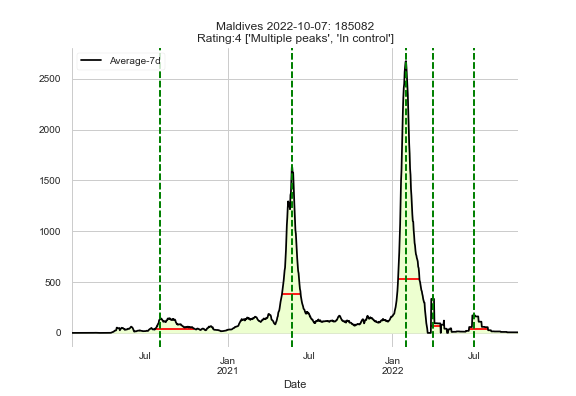 Maldives 2022-10-07: 185082
Rating:4 ['Multiple peaks', 'In control']
Average-7d
2500
2000
1500
1000
500
0
Jul
Jan
2021
Jul
Jan
2022
Jul
Date